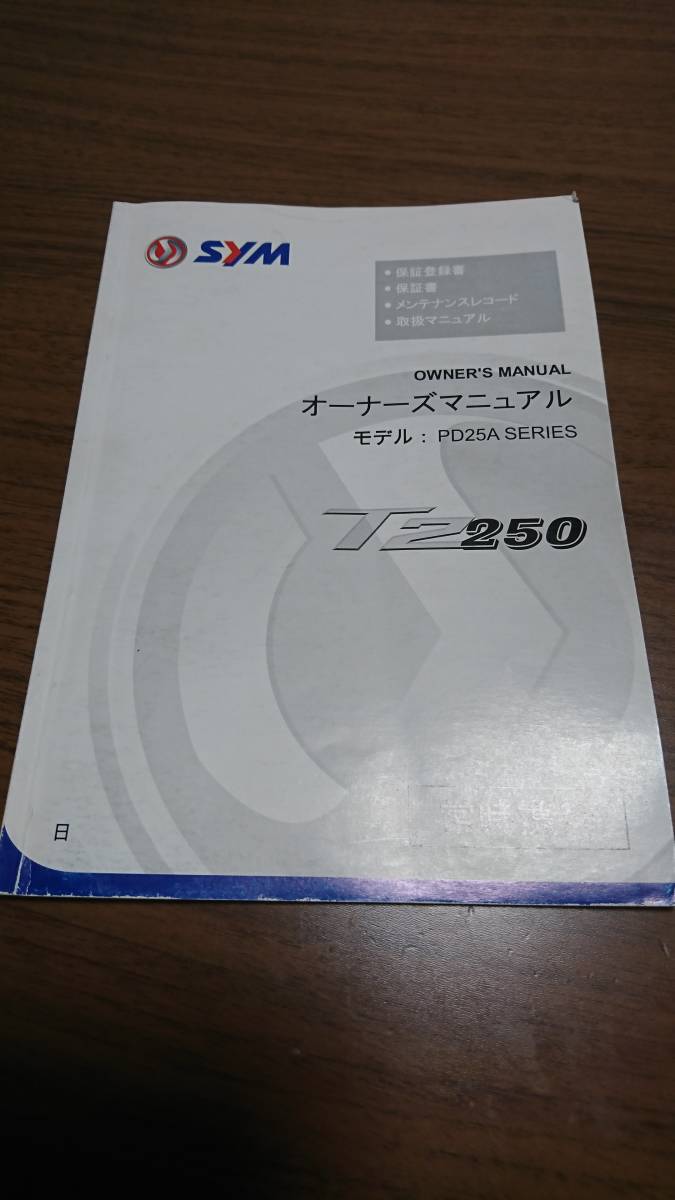 SYM
● 保証登録書
● 保証書
● メンテナンスレコード
● 取扱マニュアル
OWNER'S MANUAL
オーナーズマニュアル
モデル : PD25A SERIES
TZ250
日